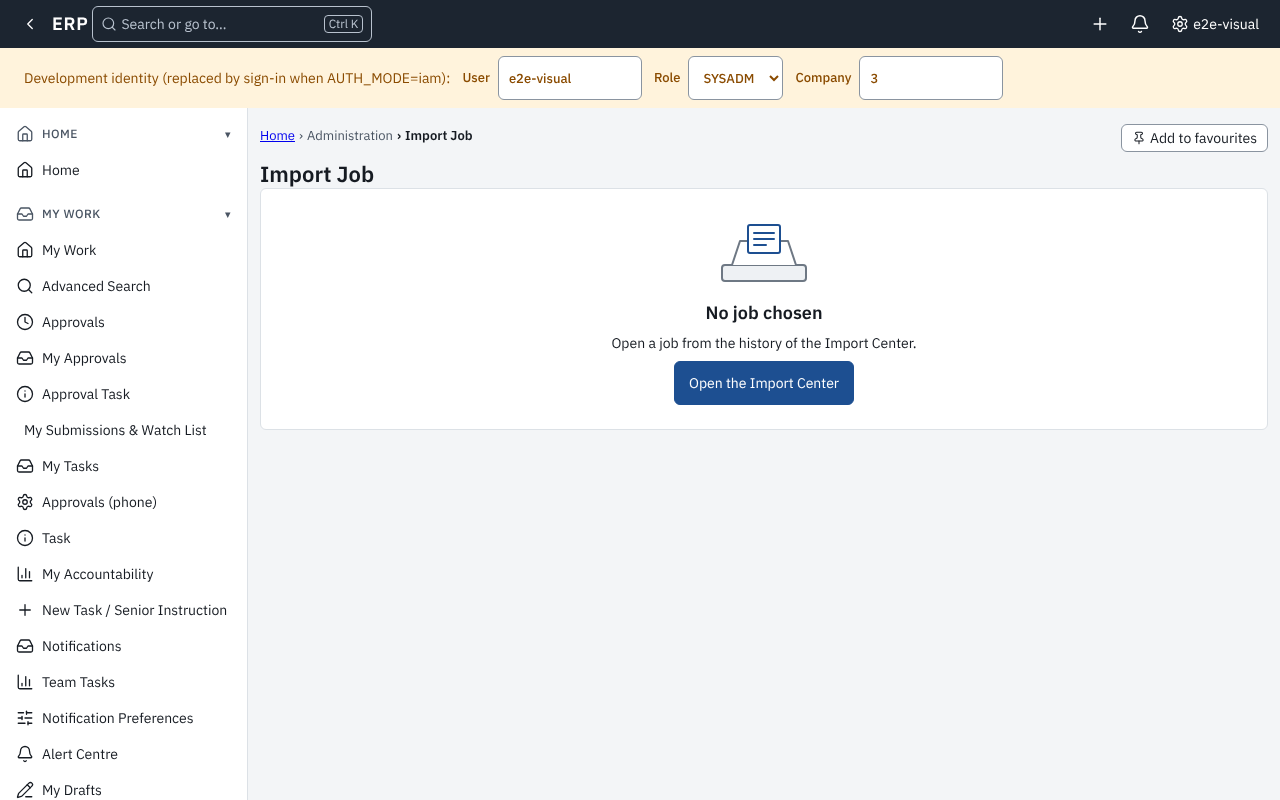 ERP
Search or go to...
Ctrl K
e2e-visual
Development identity (replaced by sign-in when AUTH_MODE=iam): User e2e-visual Role SYSADM Company 3
HOME
Home
MY WORK
My Work
Advanced Search
Approvals
My Approvals
Approval Task
My Submissions & Watch List
My Tasks
Approvals (phone)
Task
My Accountability
New Task / Senior Instruction
Notifications
Team Tasks
Notification Preferences
Alert Centre
My Drafts
Home › Administration › Import Job
Add to favourites
Import Job
No job chosen
Open a job from the history of the Import Center.
Open the Import Center